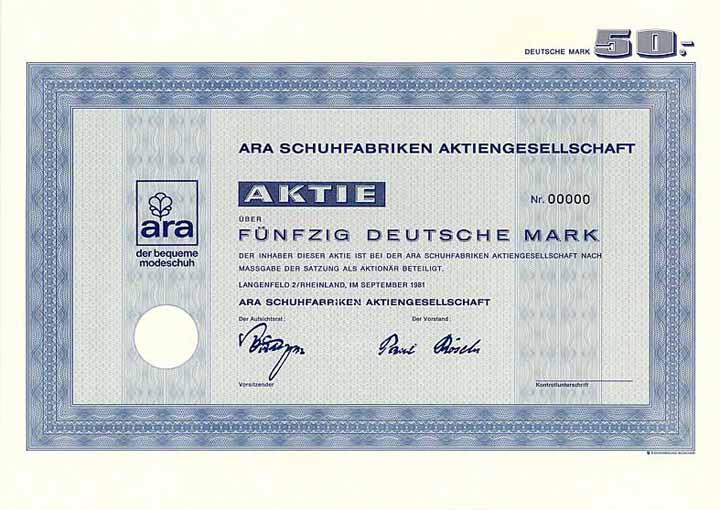 DEUTSCHE MARK 50.-
ARA SCHUHFABRIKEN AKTIENGESELLSCHAFT
AKTIE
Nr. 00000
ara
der bequeme
modeschuh
ÜBER
FÜNFZIG DEUTSCHE MARK
DER INHABER DIESER AKTIE IST BEI DER ARA SCHUHFABRIKEN AKTIENGESELLSCHAFT NACH
MASSGABE DER SATZUNG ALS AKTIONÄR BETEILIGT.
LANGENFELD 2/RHEINLAND, IM SEPTEMBER 1981
ARA SCHUHFABRIKEN AKTIENGESELLSCHAFT
Der Aufsichtsrat: Der Vorstand:
Paul Rösch
Vorsitzender Kontrollunterschrift